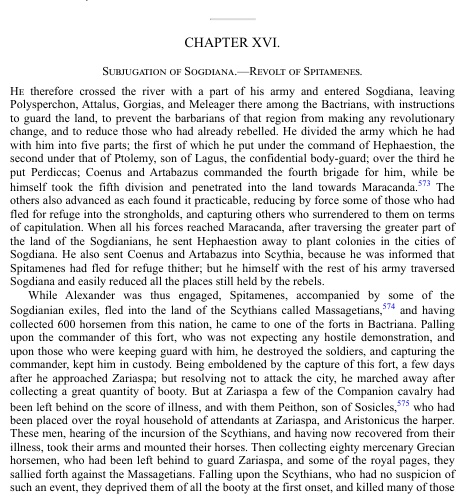 CHAPTER XVI.
Subjugation of Sogdiana.—Revolt of Spitamenes.
He therefore crossed the river with a part of his army and entered Sogdiana, leaving
Polysperchon, Attalus, Gorgias, and Meleager there among the Bactrians, with instructions
to guard the land, to prevent the barbarians of that region from making any revolutionary
change, and to reduce those who had already rebelled. He divided the army which he had
with him into five parts; the first of which he put under the command of Hephaestion, the
second under that of Ptolemy, son of Lagus, the confidential body-guard; over the third he
put Perdiccas; Coenus and Artabazus commanded the fourth brigade for him, while he
himself took the fifth division and penetrated into the land towards Maracanda.573 The
others also advanced as each found it practicable, reducing by force some of those who had
fled for refuge into the strongholds, and capturing others who surrendered to them on terms
of capitulation. When all his forces reached Maracanda, after traversing the greater part of
the land of the Sogdianians, he sent Hephaestion away to plant colonies in the cities of
Sogdiana. He also sent Coenus and Artabazus into Scythia, because he was informed that
Spitamenes had fled for refuge thither; but he himself with the rest of his army traversed
Sogdiana and easily reduced all the places still held by the rebels.
While Alexander was thus engaged, Spitamenes, accompanied by some of the
Sogdianian exiles, fled into the land of the Scythians called Massagetians,574 and having
collected 600 horsemen from this nation, he came to one of the forts in Bactriana. Falling
upon the commander of this fort, who was not expecting any hostile demonstration, and
upon those who were keeping guard with him, he destroyed the soldiers, and capturing the
commander, kept him in custody. Being emboldened by the capture of this fort, a few days
after he approached Zariaspa; but resolving not to attack the city, he marched away after
collecting a great quantity of booty. But at Zariaspa a few of the Companion cavalry had
been left behind on the score of illness, and with them Peithon, son of Sosicles,575 who had
been placed over the royal household of attendants at Zariaspa, and Aristonicus the harper.
These men, hearing of the incursion of the Scythians, and having now recovered from their
illness, took their arms and mounted their horses. Then collecting eighty mercenary Grecian
horsemen, who had been left behind to guard Zariaspa, and some of the royal pages, they
sallied forth against the Massagetians. Falling upon the Scythians, who had no suspicion of
such an event, they deprived them of all the booty at the first onset, and killed many of those